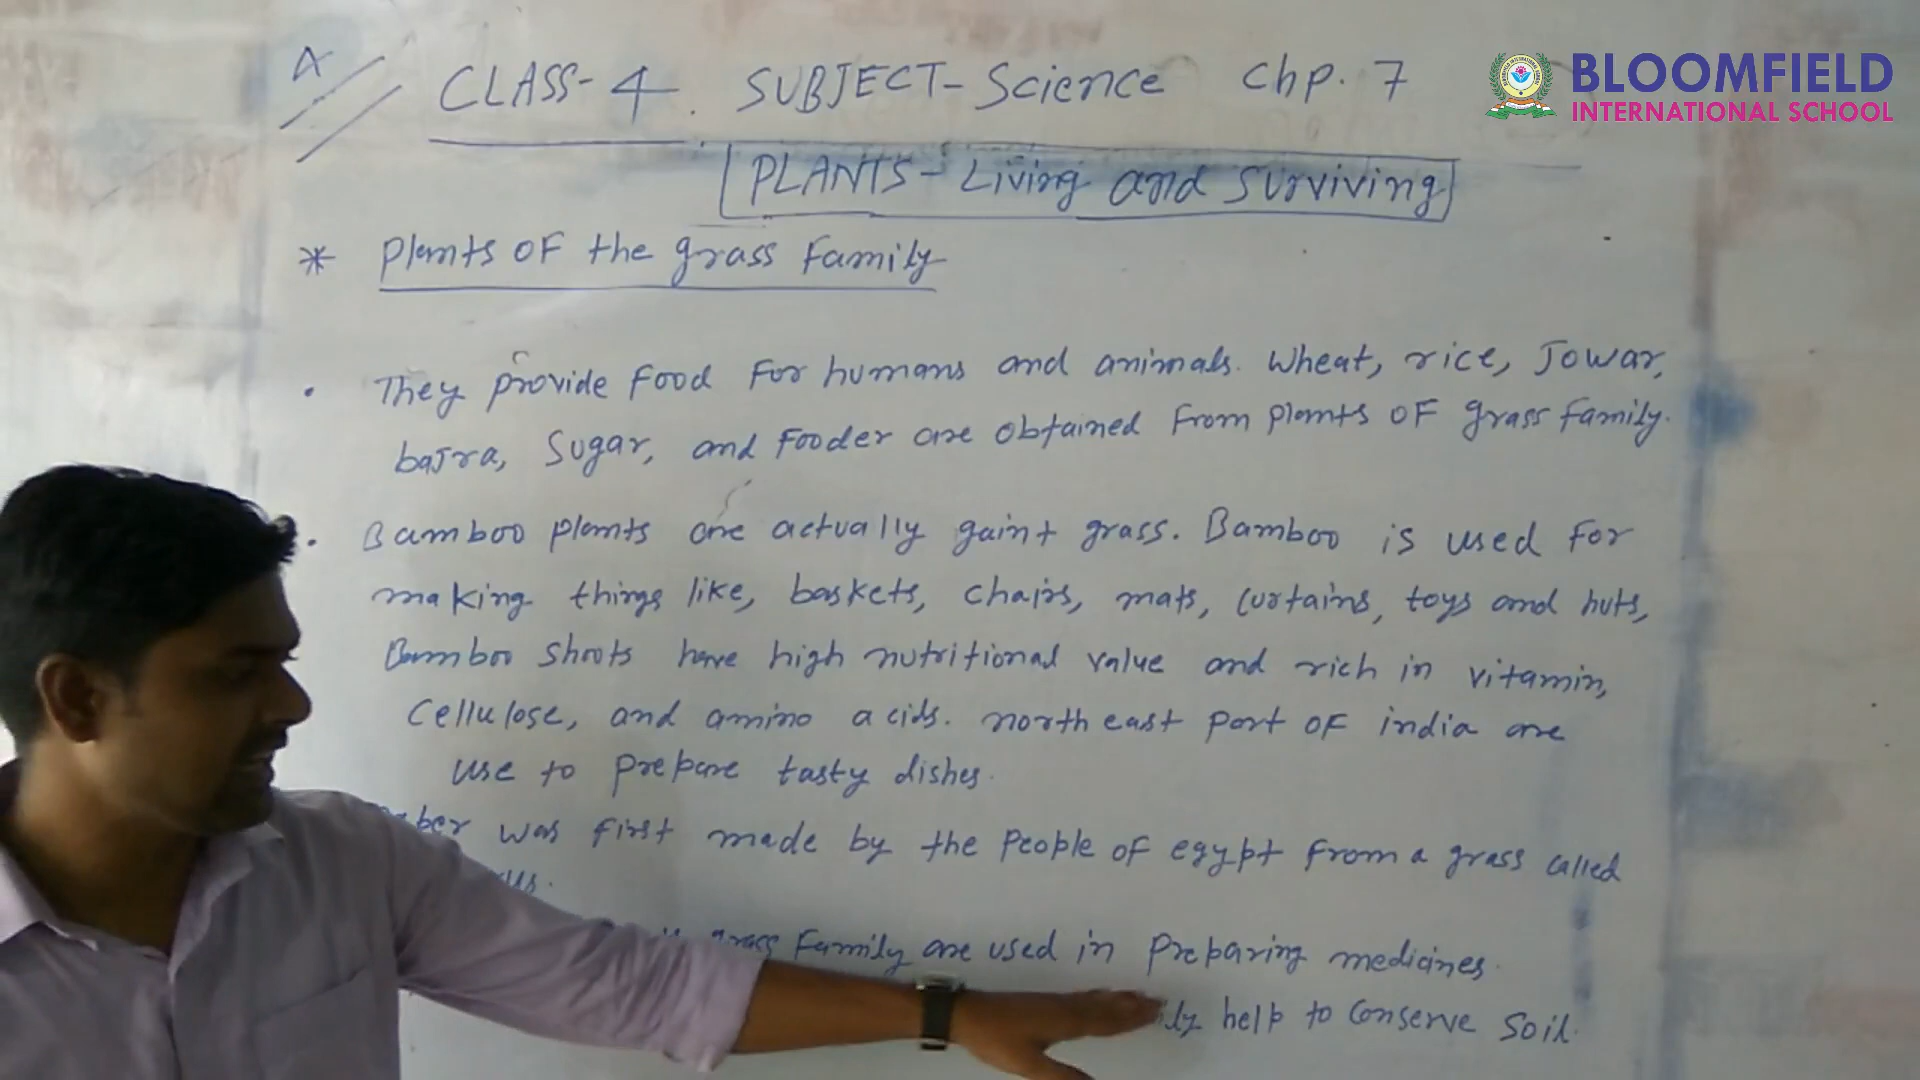 A
CLASS-4. SUBJECT-Science Chp. 7
BLOOMFIELD
INTERNATIONAL SCHOOL
PLANTS- Living and Surviving
* Plants of the grass family
• They provide food for humans and animals. Wheat, rice, Jowar,
bajra, Sugar, and Fooder are obtained from plants of grass family.
• Bamboo plants are actually gaint grass. Bamboo is used for
making things like, baskets, chairs, mats, curtains, toys and huts,
Bamboo shoots have high nutritional value and rich in vitamin,
Cellulose, and amino acids. north east part of india are
use to prepare tasty dishes.
was first made by the people of egypt from a grass called
grass family are used in preparing medicines.
help to conserve soil.